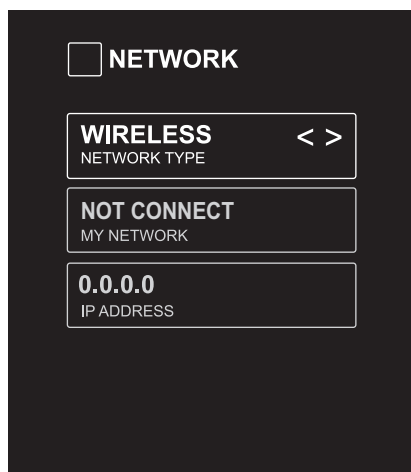 NETWORK
WIRELESS < >
NETWORK TYPE
NOT CONNECT
MY NETWORK
0.0.0.0
IP ADDRESS